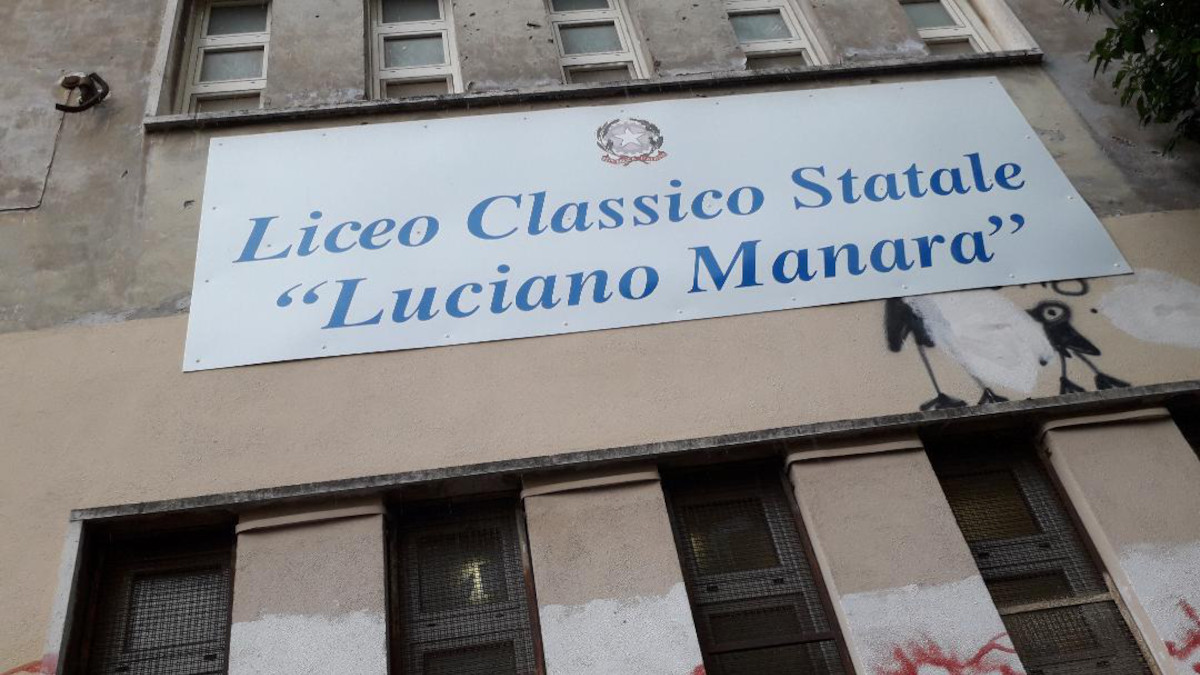 Liceo Classico Statale
“Luciano Manara”